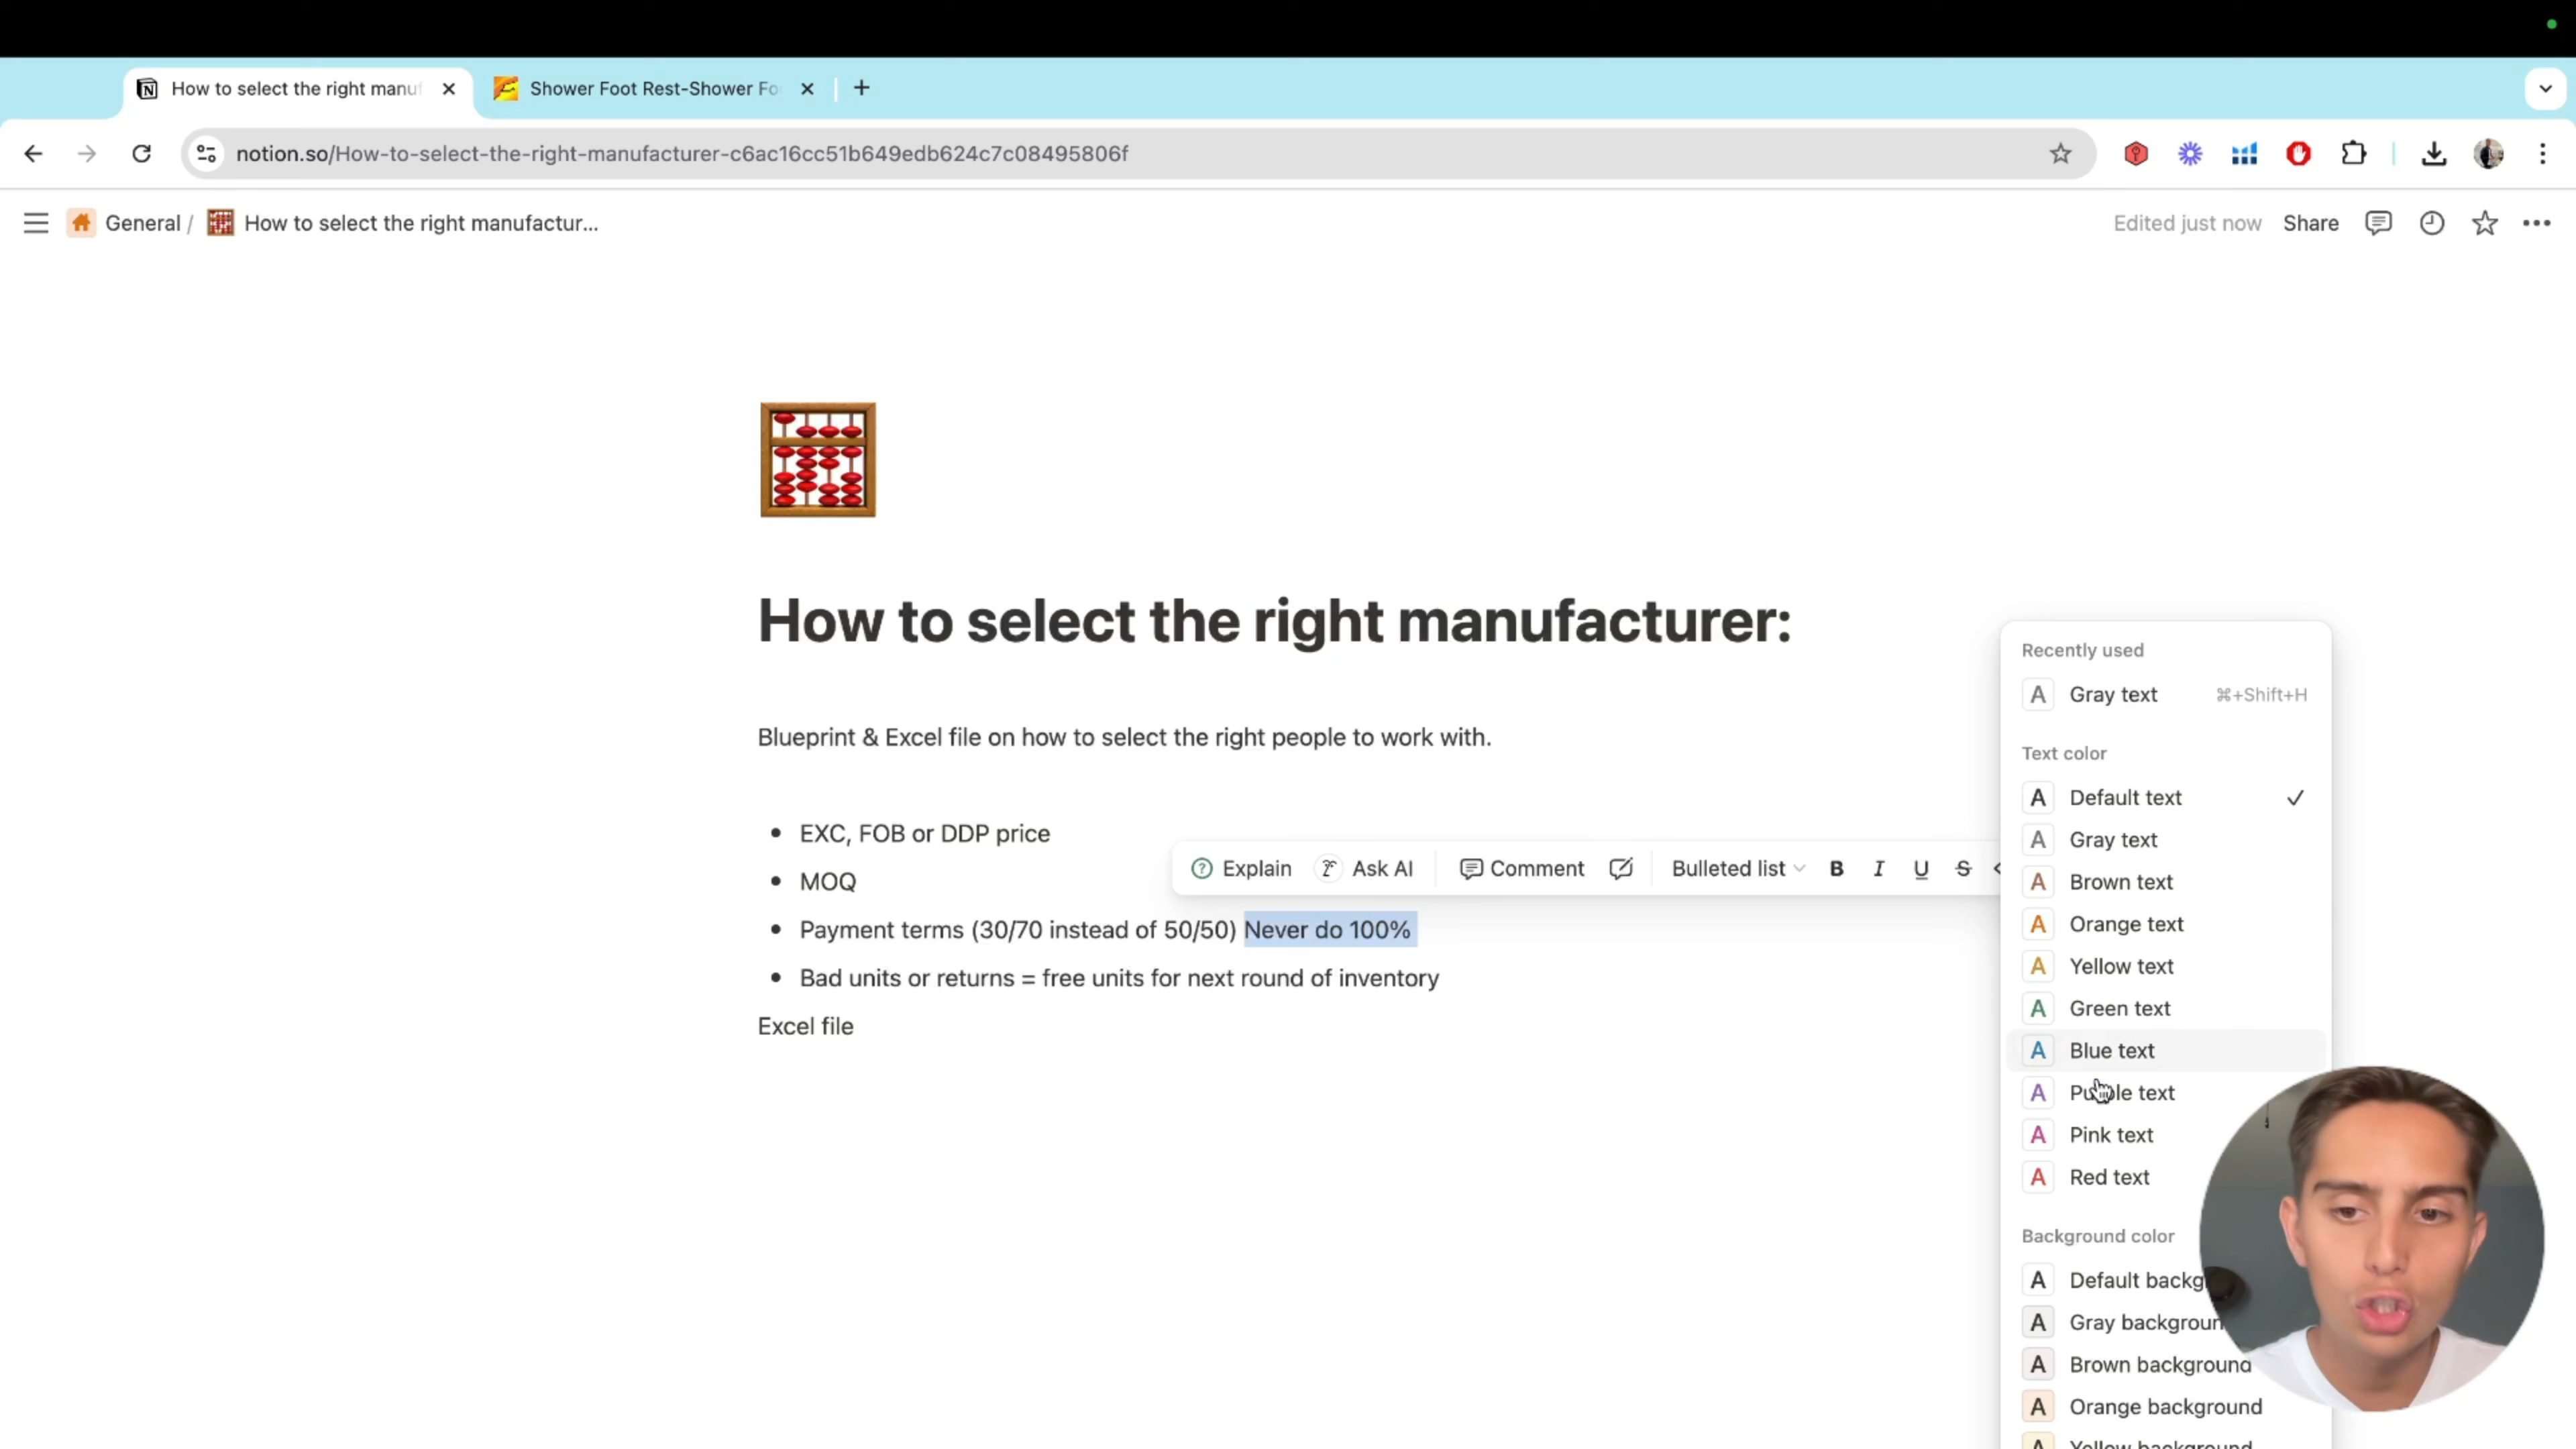 How to select the right manuf
Shower Foot Rest-Shower Fo
notion.so/How-to-select-the-right-manufacturer-c6ac16cc51b649edb624c7c08495806f
General / How to select the right manufactur...
Edited just now
Share
How to select the right manufacturer:
Blueprint & Excel file on how to select the right people to work with.
• EXC, FOB or DDP price
• MOQ
• Payment terms (30/70 instead of 50/50) Never do 100%
• Bad units or returns = free units for next round of inventory
Excel file
Explain
Ask AI
Comment
Bulleted list
B I U S
Recently used
A Gray text ⌘+Shift+H
Text color
A Default text
A Gray text
A Brown text
A Orange text
A Yellow text
A Green text
A Blue text
A Purple text
A Pink text
A Red text
Background color
A Default backg
A Gray backgroun
A Brown background
A Orange background
A Yellow background